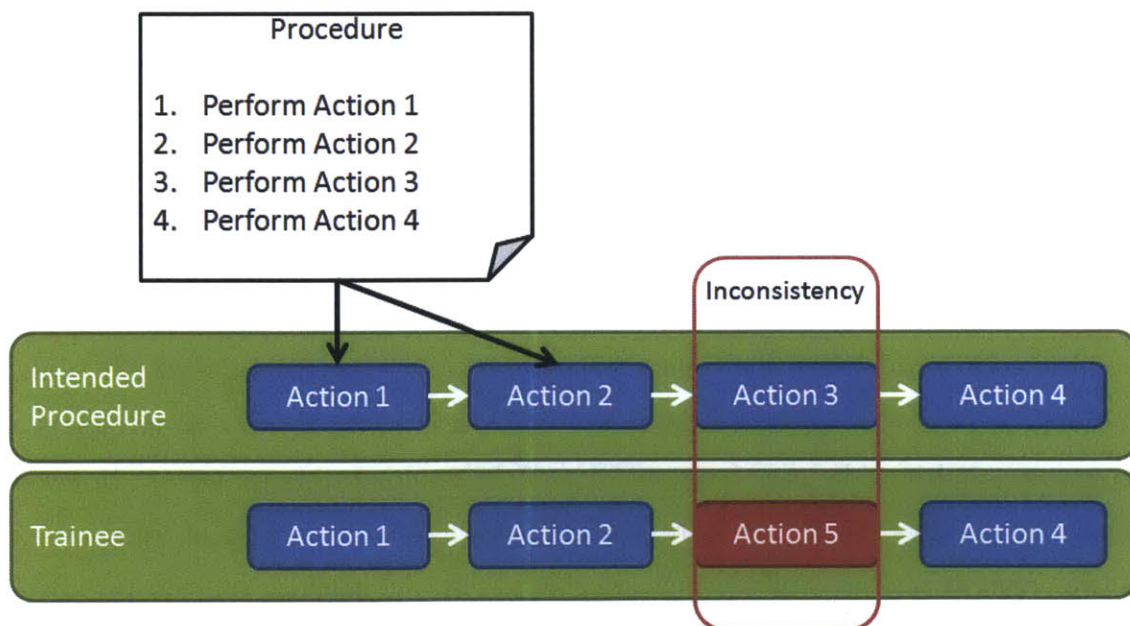 Procedure
1. Perform Action 1
2. Perform Action 2
3. Perform Action 3
4. Perform Action 4
Inconsistency
Intended
Procedure
Action 1
Action 2
Action 3
Action 4
Trainee
Action 1
Action 2
Action 5
Action 4